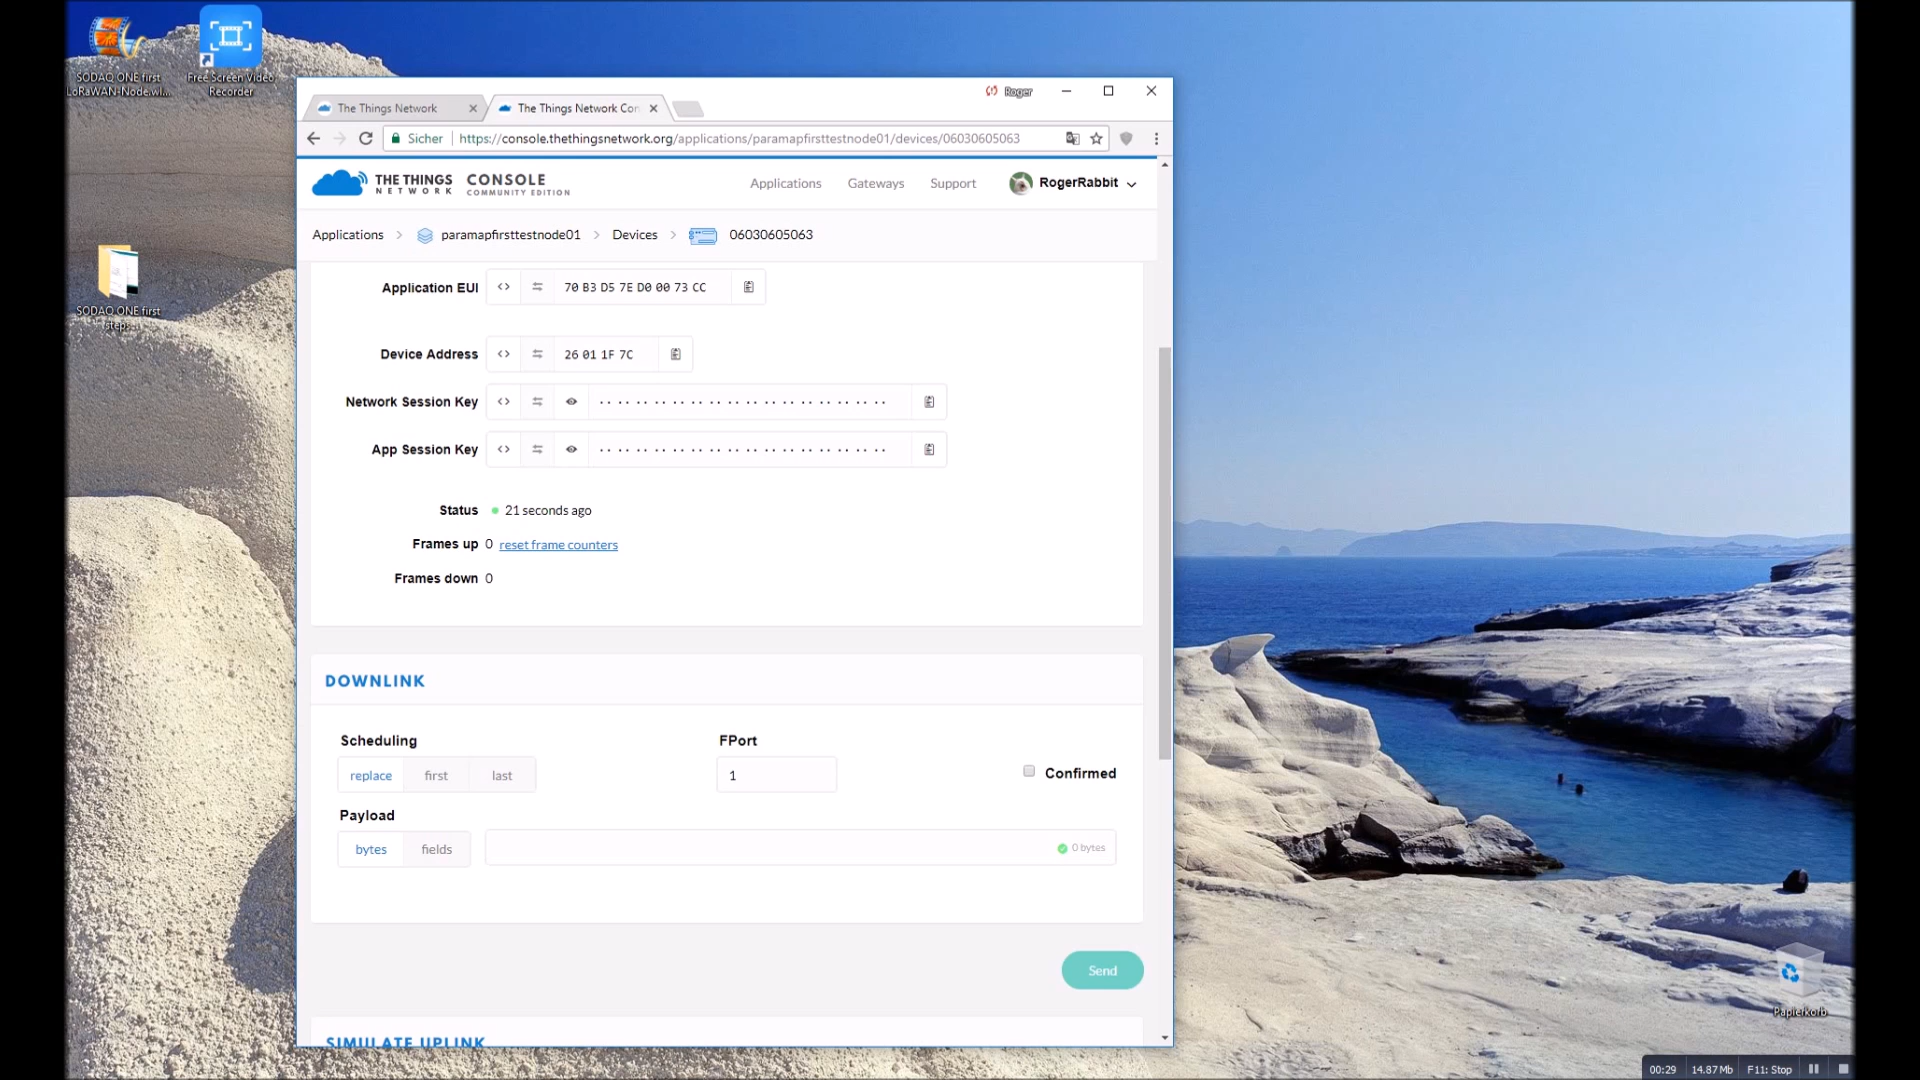 SODAQ ONE first
LoRaWAN-Node.wl...
Free Screen Video
Recorder
SODAQ ONE first
steps
Roger
The Things Network
The Things Network Con
Sicher
https://console.thethingsnetwork.org/applications/paramapfirsttestnode01/devices/06030605063
THE THINGS
NETWORK
CONSOLE
COMMUNITY EDITION
Applications
Gateways
Support
RogerRabbit
Applications
paramapfirsttestnode01
Devices
06030605063
Application EUI
70 B3 D5 7E D0 00 73 CC
Device Address
26 01 1F 7C
Network Session Key
App Session Key
Status
21 seconds ago
Frames up 0 reset frame counters
Frames down 0
DOWNLINK
Scheduling
replace first last
FPort
1
Confirmed
Payload
bytes fields
0 bytes
Send
SIMULATE UPLINK
Papierkorb
00:29 14.87Mb F11: Stop